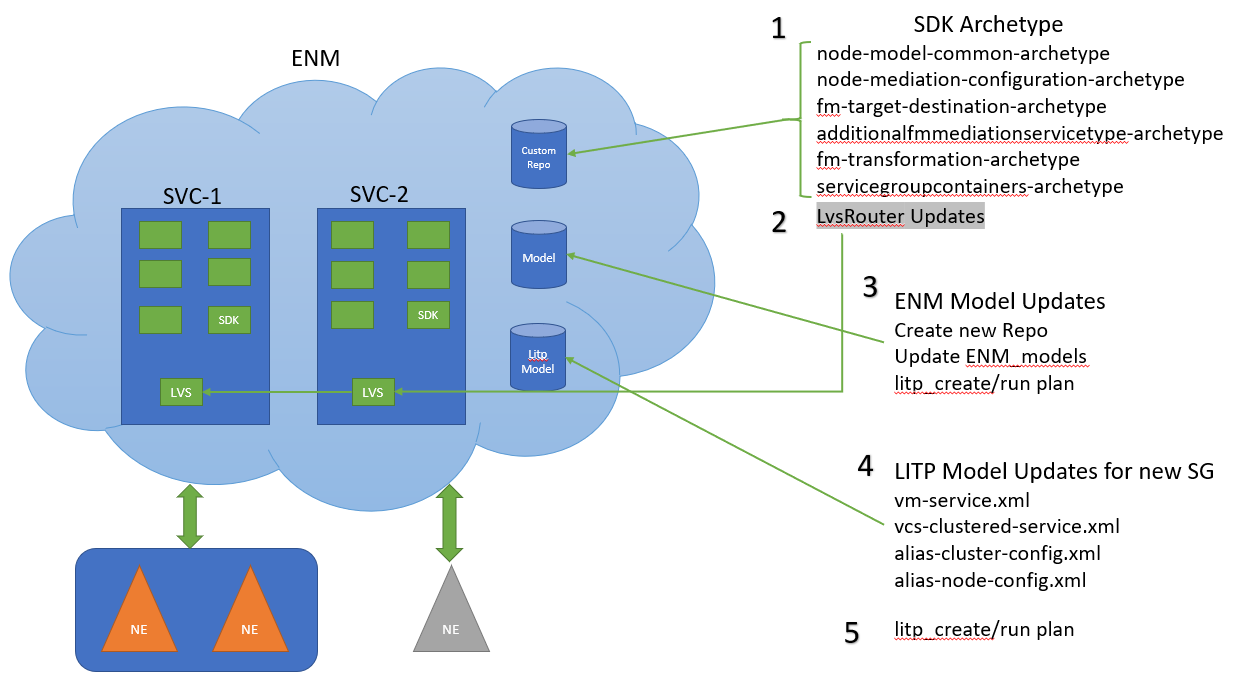 ENM
SVC-1
SVC-2
SDK
SDK
LVS
LVS
Custom
Repo
Model
Litp
Model
NE
NE
NE
1
SDK Archetype
node-model-common-archetype
node-mediation-configuration-archetype
fm-target-destination-archetype
additionalfmmediationservicetype-archetype
fm-transformation-archetype
servicegroupcontainers-archetype
2
LvsRouter Updates
3
ENM Model Updates
Create new Repo
Update ENM_models
litp_create/run plan
4
LITP Model Updates for new SG
vm-service.xml
vcs-clustered-service.xml
alias-cluster-config.xml
alias-node-config.xml
5
litp_create/run plan